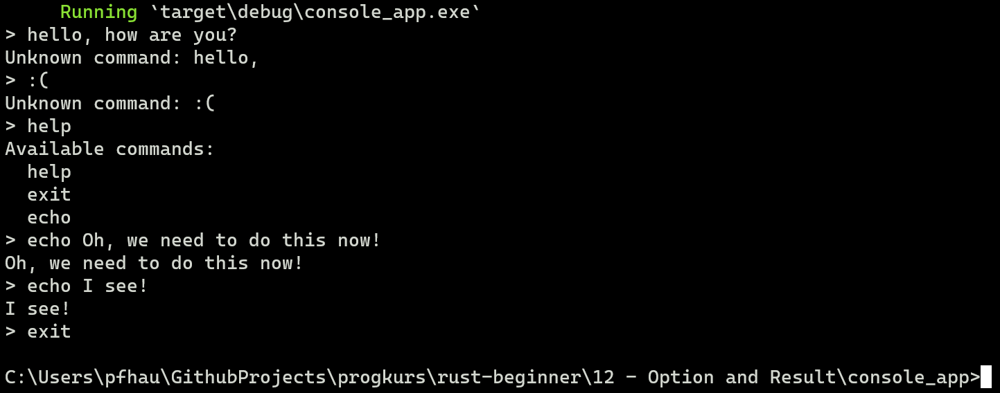 Running `target\debug\console_app.exe`
> hello, how are you?
Unknown command: hello,
> :(
Unknown command: :(
> help
Available commands:
  help
  exit
  echo
> echo Oh, we need to do this now!
Oh, we need to do this now!
> echo I see!
I see!
> exit
C:\Users\pfhau\GithubProjects\progkurs\rust-beginner\12 - Option and Result\console_app>